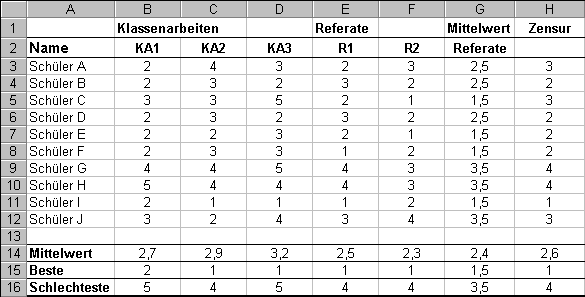 A B C D E F G H
1 Klassenarbeiten Referate Mittelwert Zensur
2 Name KA1 KA2 KA3 R1 R2 Referate
3 Schüler A 2 4 3 2 3 2,5 3
4 Schüler B 2 3 2 3 2 2,5 2
5 Schüler C 3 3 5 2 1 1,5 3
6 Schüler D 2 3 2 3 2 2,5 2
7 Schüler E 2 2 3 2 1 1,5 2
8 Schüler F 2 3 3 1 2 1,5 2
9 Schüler G 4 4 5 4 3 3,5 4
10 Schüler H 5 4 4 4 3 3,5 4
11 Schüler I 2 1 1 1 2 1,5 1
12 Schüler J 3 2 4 3 4 3,5 3
13
14 Mittelwert 2,7 2,9 3,2 2,5 2,3 2,4 2,6
15 Beste 2 1 1 1 1 1,5 1
16 Schlechteste 5 4 5 4 4 3,5 4